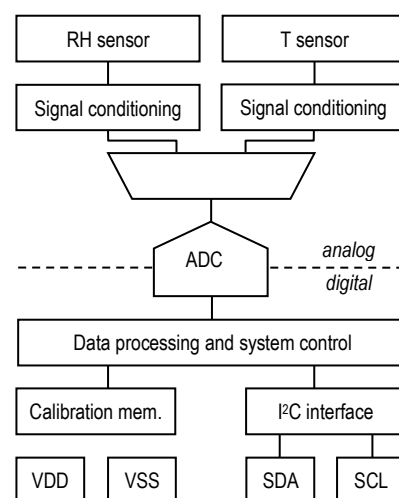 RH sensor
T sensor
Signal conditioning
Signal conditioning
ADC
analog
digital
Data processing and system control
Calibration mem.
I²C interface
VDD
VSS
SDA
SCL